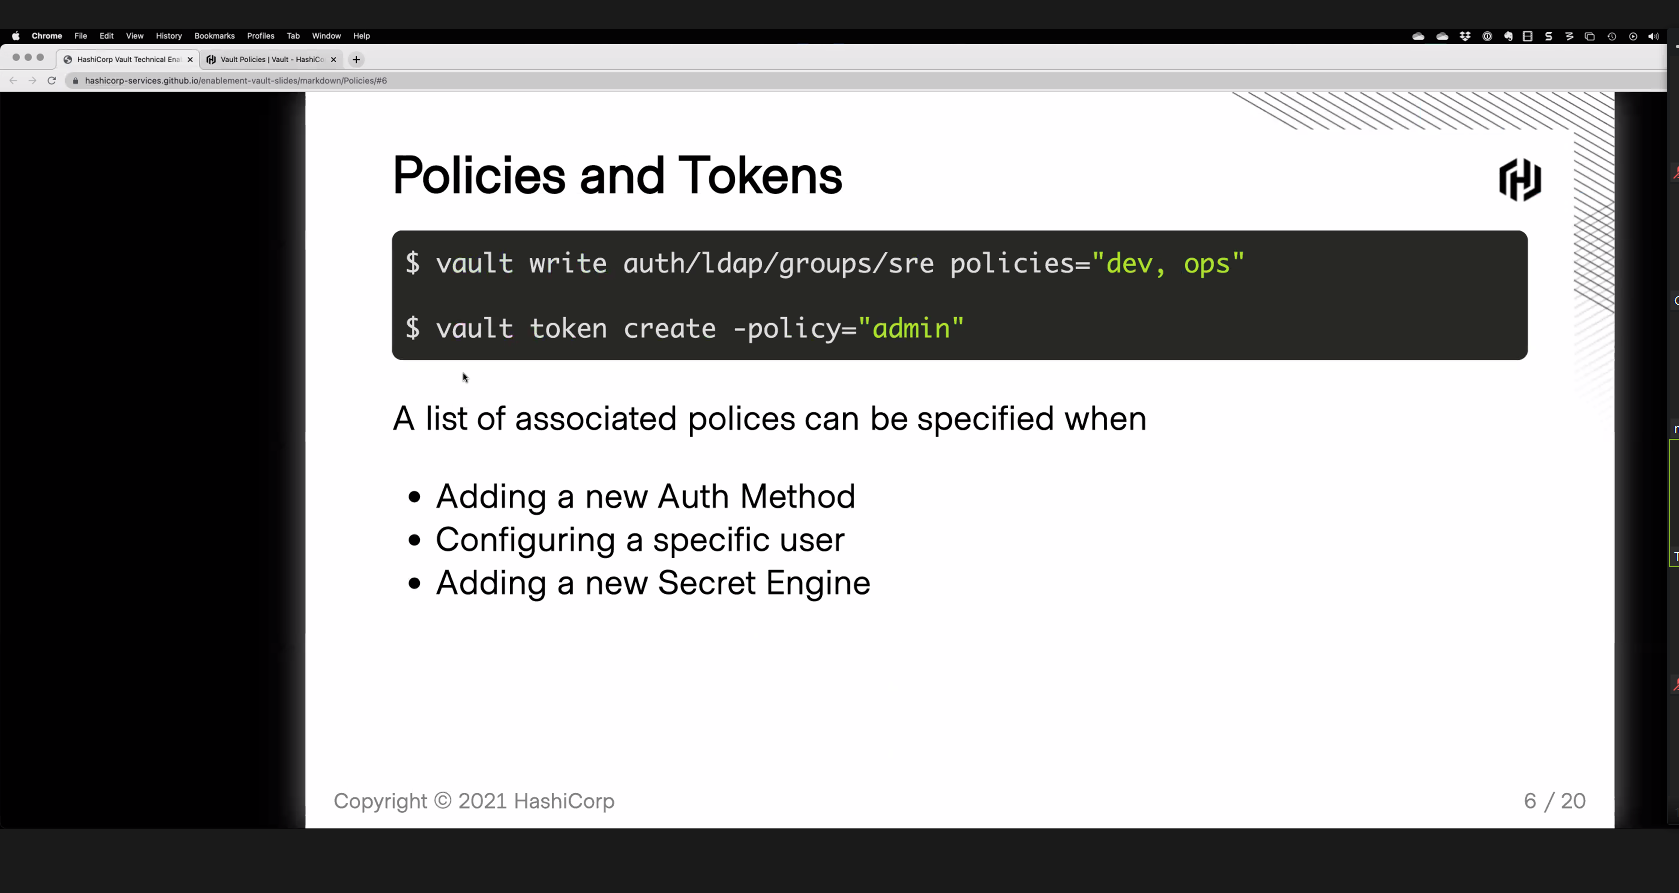 Chrome File Edit View History Bookmarks Profiles Tab Window Help
HashiCorp Vault Technical Ena
Vault Policies | Vault - HashiCo
hashicorp-services.github.io/enablement-vault-slides/markdown/Policies/#6
Policies and Tokens
$ vault write auth/ldap/groups/sre policies="dev, ops"
$ vault token create -policy="admin"
A list of associated polices can be specified when
• Adding a new Auth Method
• Configuring a specific user
• Adding a new Secret Engine
Copyright © 2021 HashiCorp
6 / 20